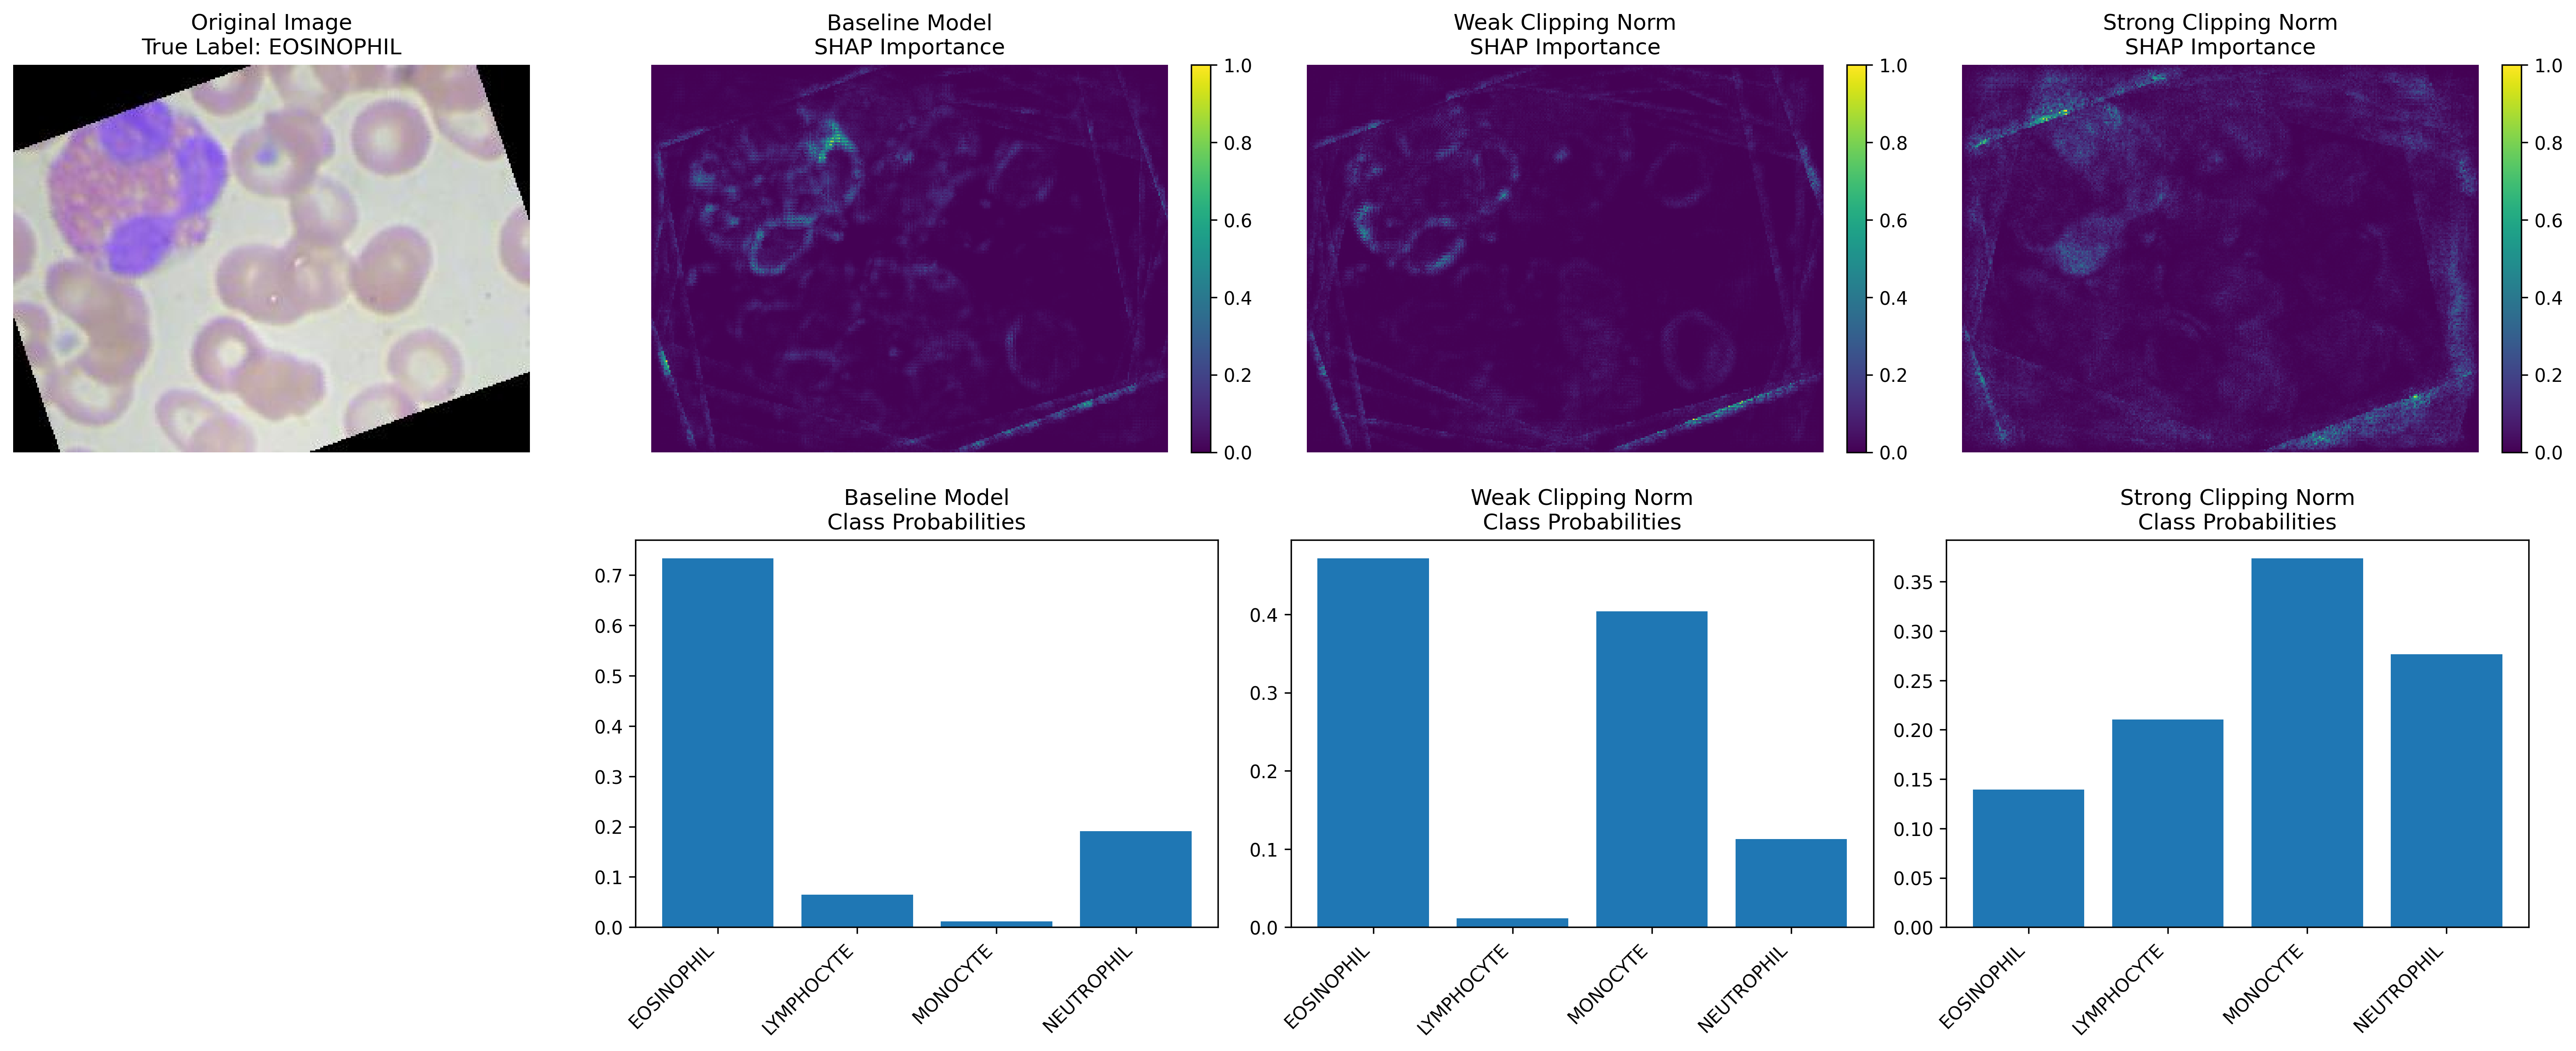 Original Image
True Label: EOSINOPHIL
Baseline Model
SHAP Importance
1.0
0.8
0.6
0.4
0.2
0.0
Weak Clipping Norm
SHAP Importance
1.0
0.8
0.6
0.4
0.2
0.0
Strong Clipping Norm
SHAP Importance
1.0
0.8
0.6
0.4
0.2
0.0
Baseline Model
Class Probabilities
0.7
0.6
0.5
0.4
0.3
0.2
0.1
0.0
EOSINOPHIL
LYMPHOCYTE
MONOCYTE
NEUTROPHIL
Weak Clipping Norm
Class Probabilities
0.4
0.3
0.2
0.1
0.0
EOSINOPHIL
LYMPHOCYTE
MONOCYTE
NEUTROPHIL
Strong Clipping Norm
Class Probabilities
0.35
0.30
0.25
0.20
0.15
0.10
0.05
0.00
EOSINOPHIL
LYMPHOCYTE
MONOCYTE
NEUTROPHIL